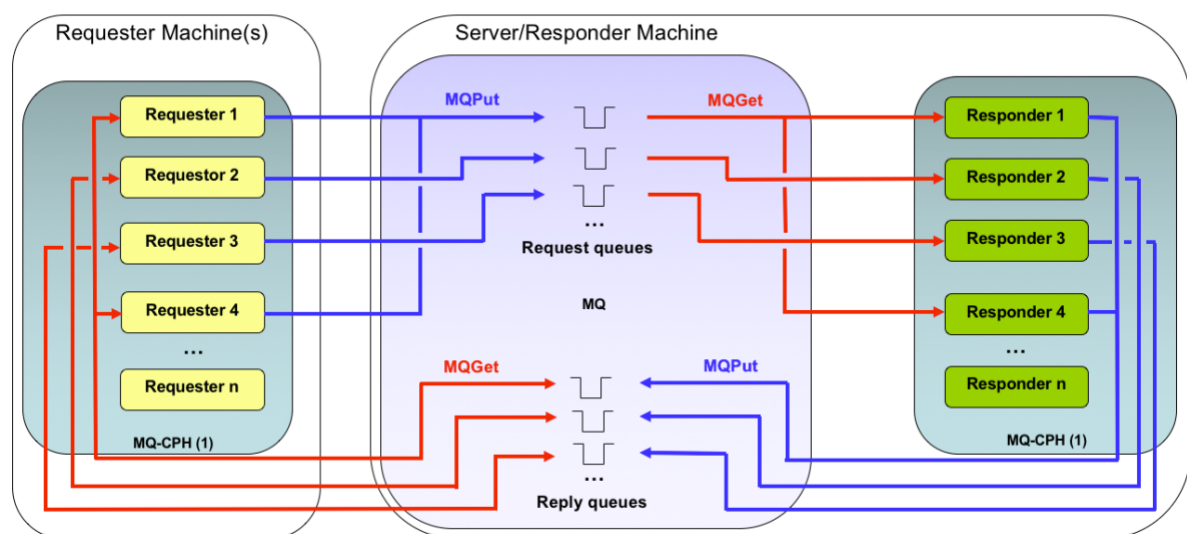 Requester Machine(s)
Server/Responder Machine
Requester 1
Requestor 2
Requester 3
Requester 4
...
Requester n
MQ-CPH (1)
MQPut
MQGet
...
Request queues
MQ
MQGet
MQPut
...
Reply queues
Responder 1
Responder 2
Responder 3
Responder 4
...
Responder n
MQ-CPH (1)